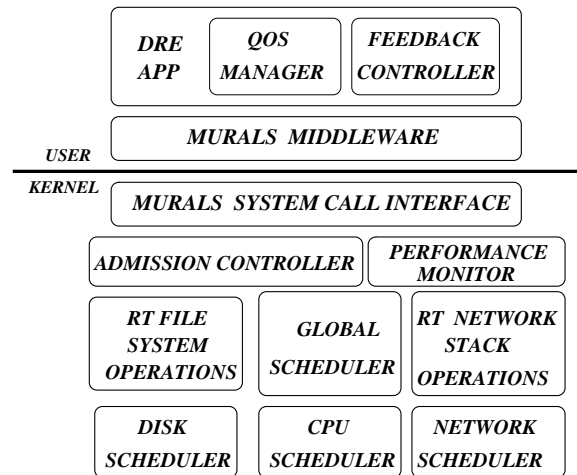 DRE
APP
QOS
MANAGER
FEEDBACK
CONTROLLER
MURALS MIDDLEWARE
USER
KERNEL
MURALS SYSTEM CALL INTERFACE
ADMISSION CONTROLLER
PERFORMANCE
MONITOR
RT FILE
SYSTEM
OPERATIONS
GLOBAL
SCHEDULER
RT NETWORK
STACK
OPERATIONS
DISK
SCHEDULER
CPU
SCHEDULER
NETWORK
SCHEDULER